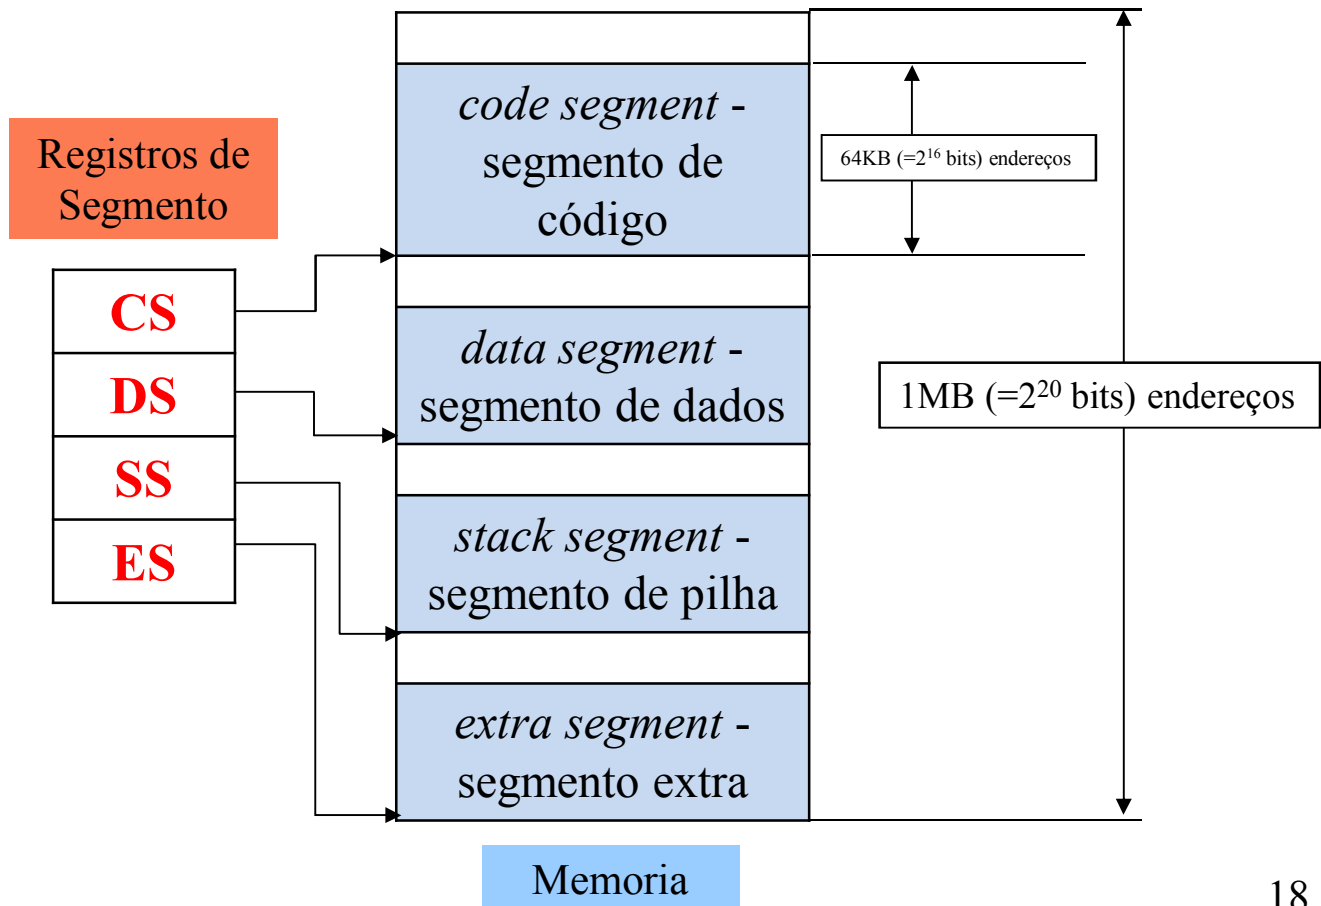 Registros de
Segmento
CS
DS
SS
ES
code segment -
segmento de
código
data segment -
segmento de dados
stack segment -
segmento de pilha
extra segment -
segmento extra
Memoria
64KB (=2¹⁶ bits) endereços
1MB (=2²⁰ bits) endereços
18